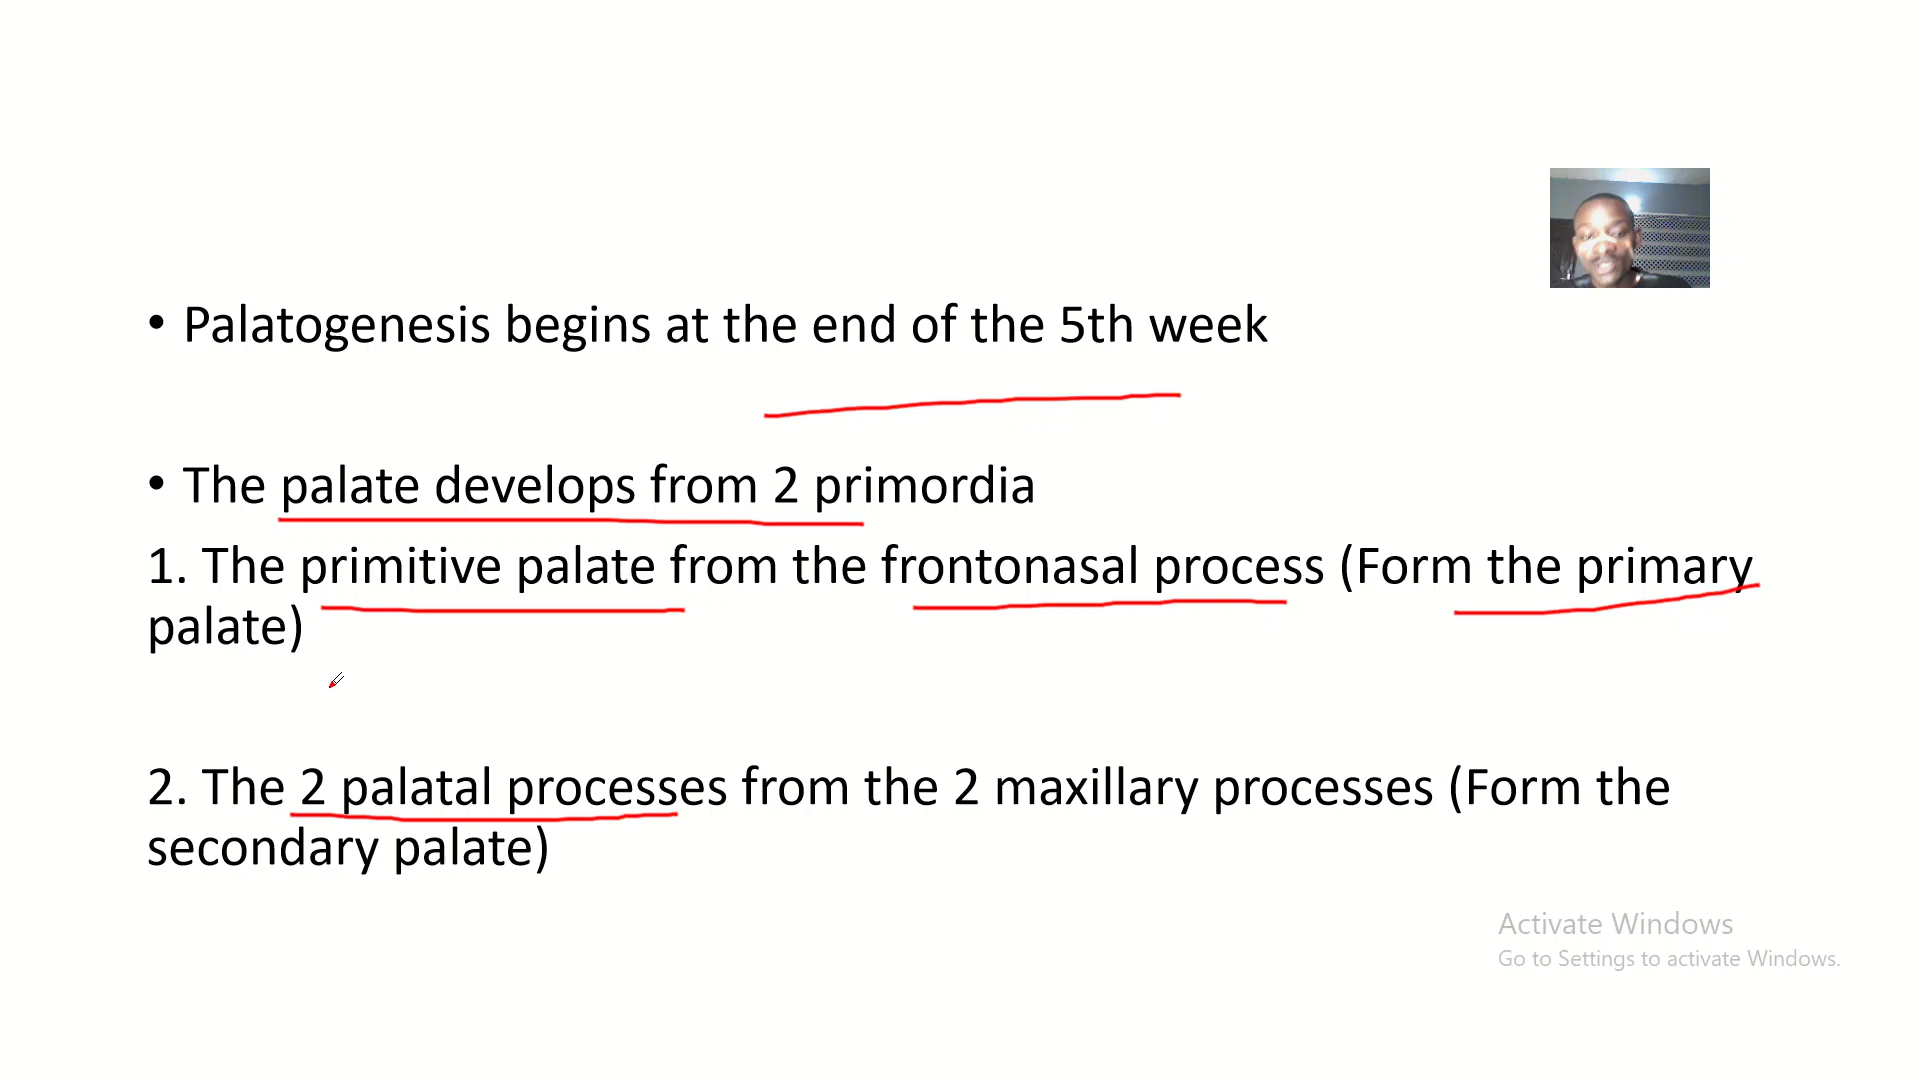 • Palatogenesis begins at the end of the 5th week
• The palate develops from 2 primordia
1. The primitive palate from the frontonasal process (Form the primary
palate)
2. The 2 palatal processes from the 2 maxillary processes (Form the
secondary palate)
Activate Windows
Go to Settings to activate Windows.